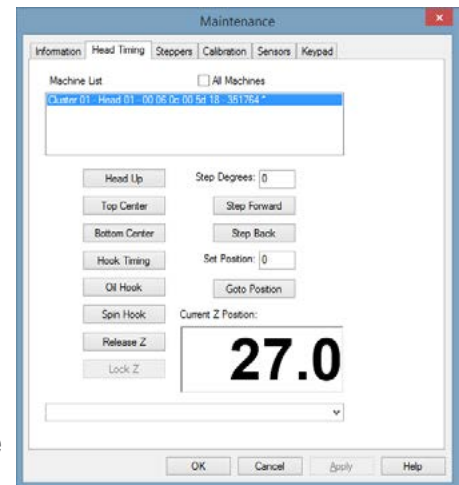 Maintenance
Information Head Timing Steppers Calibration Sensors Keypad
Machine List All Machines
Cluster 01 - Head 01 - 00 06 0c 00 5d 18 - 351764 *
Head Up Step Degrees: 0
Top Center Step Forward
Bottom Center Step Back
Hook Timing Set Position: 0
Oil Hook Goto Position
Spin Hook Current Z Position:
Release Z 27.0
Lock Z
e
OK Cancel Apply Help